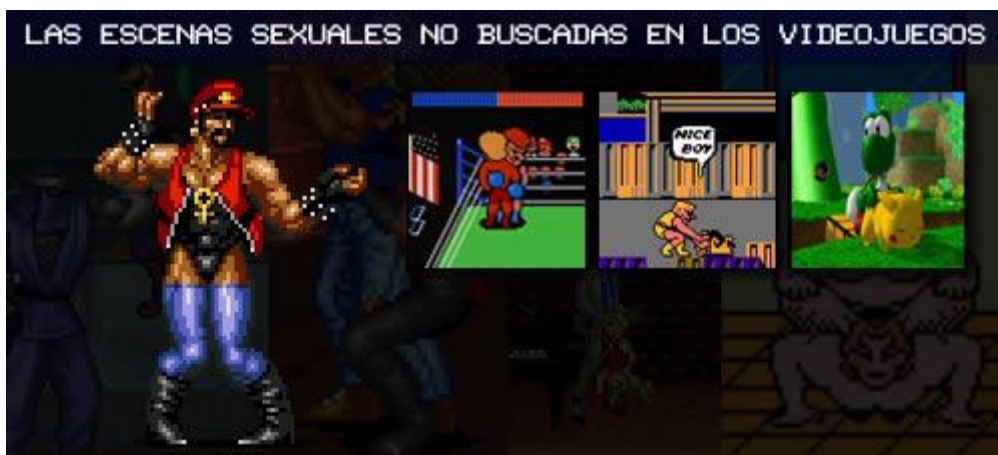 LAS ESCENAS SEXUALES NO BUSCADAS EN LOS VIDEOJUEGOS
NICE
BOY